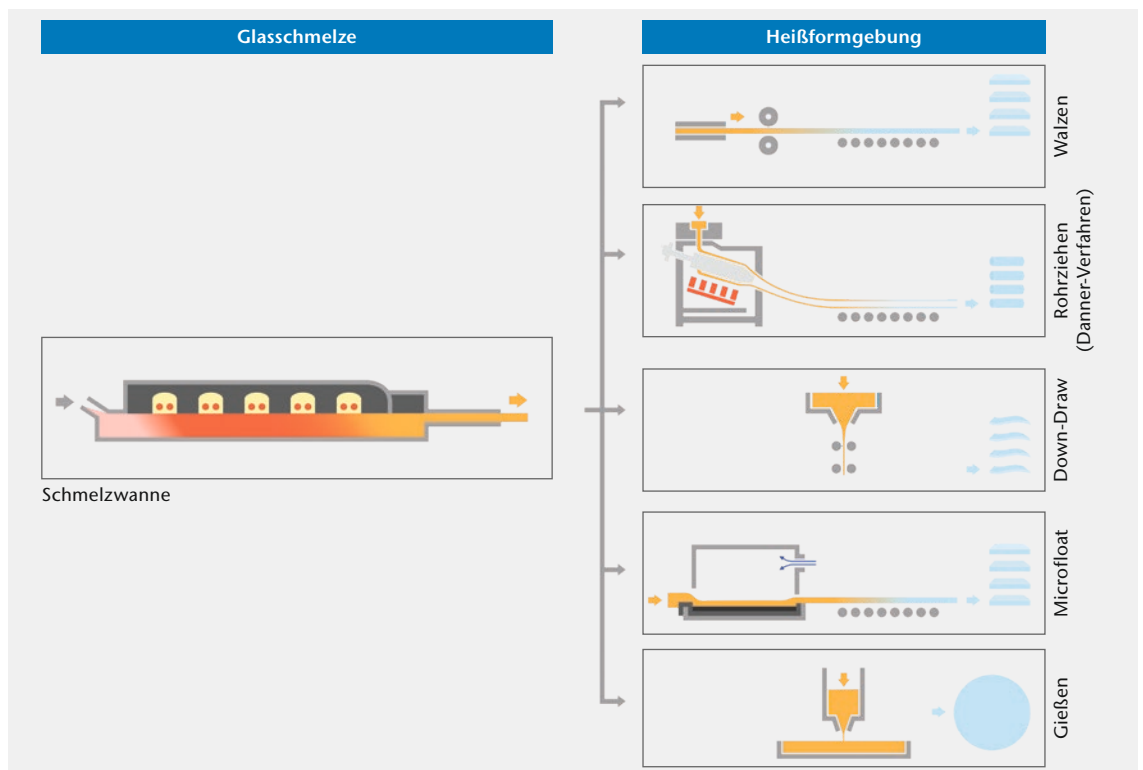 Glasschmelze
Heißformgebung
Walzen
Rohrziehen
(Danner-Verfahren)
Schmelzwanne
Down-Draw
Microfloat
Gießen